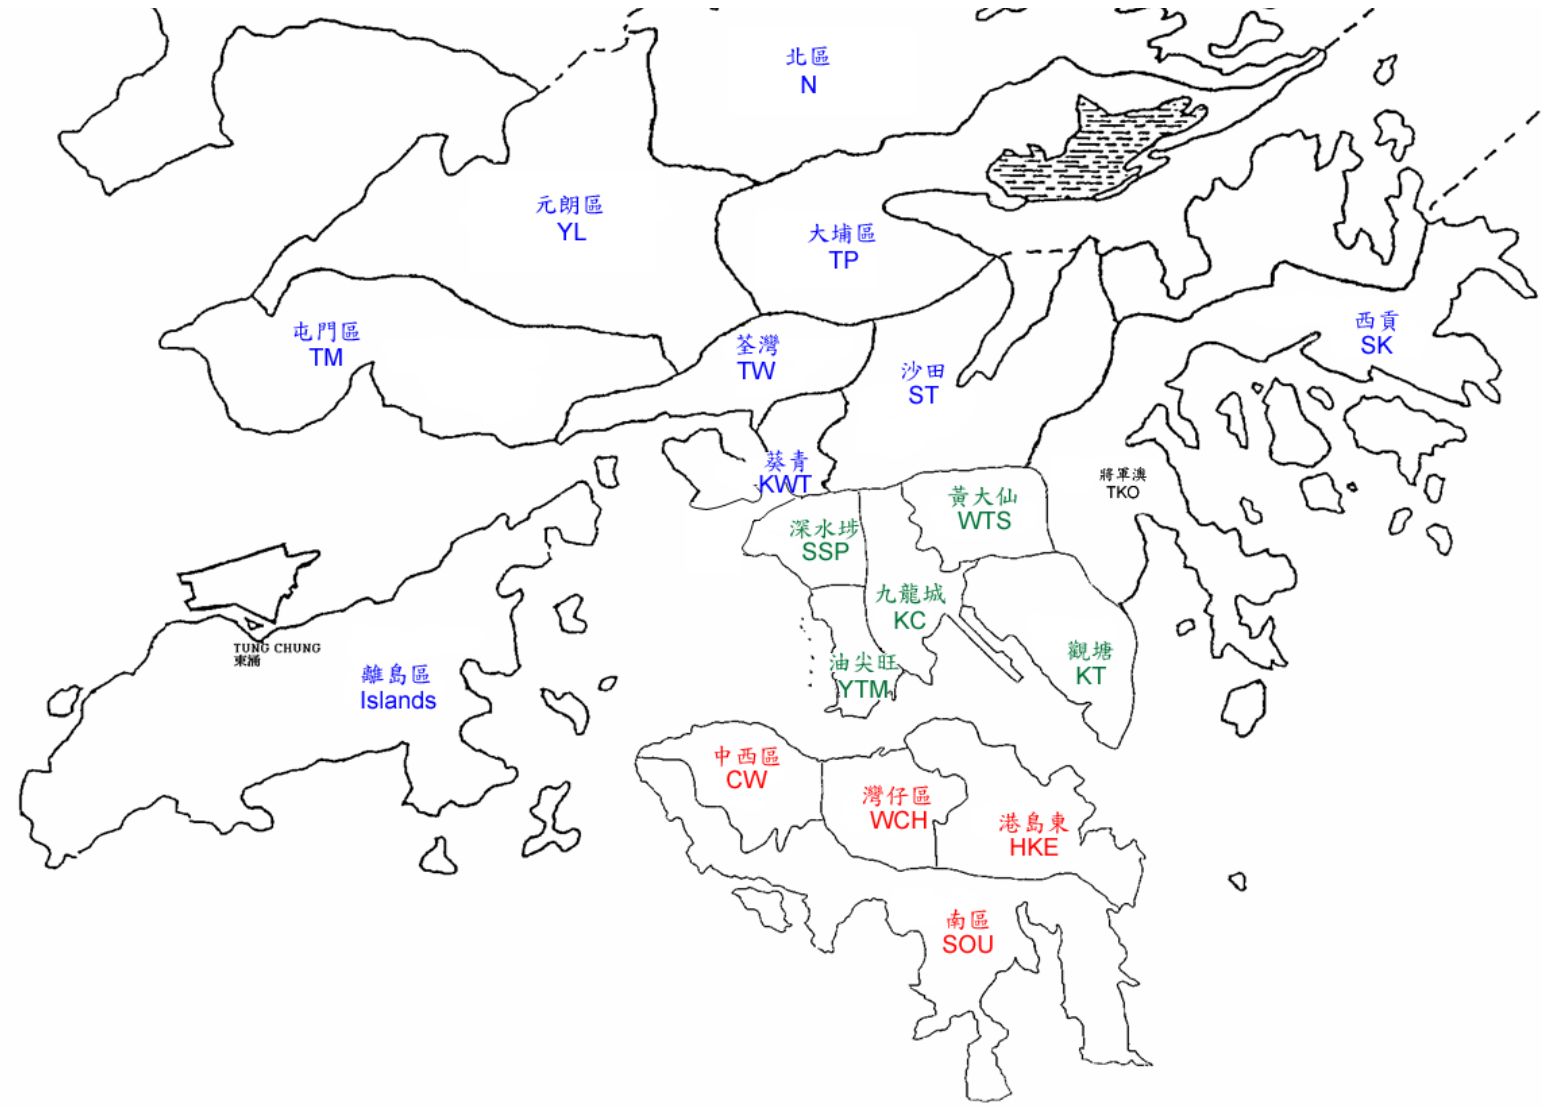 北區
N
元朗區
YL
大埔區
TP
屯門區
TM
荃灣
TW
西貢
SK
沙田
ST
葵青
KWT
將軍澳
TKO
黃大仙
WTS
深水埗
SSP
九龍城
KC
TUNG CHUNG
東涌
離島區
Islands
油尖旺
YTM
觀塘
KT
中西區
CW
灣仔區
WCH
港島東
HKE
南區
SOU